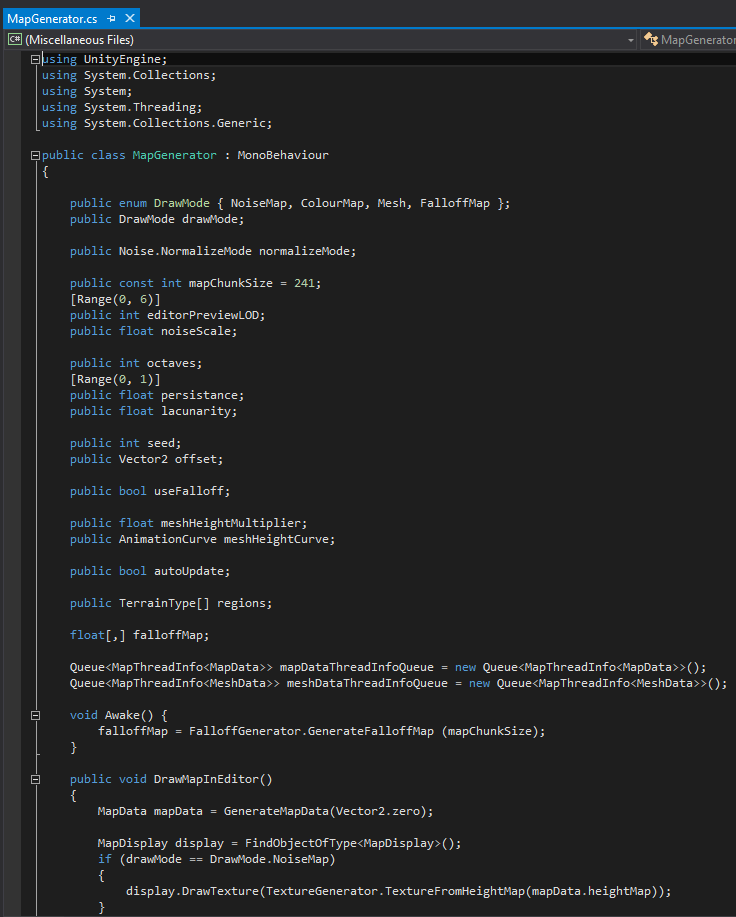 MapGenerator.cs
C# (Miscellaneous Files) MapGenerator
using UnityEngine;
using System.Collections;
using System;
using System.Threading;
using System.Collections.Generic;
public class MapGenerator : MonoBehaviour
{
public enum DrawMode { NoiseMap, ColourMap, Mesh, FalloffMap };
public DrawMode drawMode;
public Noise.NormalizeMode normalizeMode;
public const int mapChunkSize = 241;
[Range(0, 6)]
public int editorPreviewLOD;
public float noiseScale;
public int octaves;
[Range(0, 1)]
public float persistance;
public float lacunarity;
public int seed;
public Vector2 offset;
public bool useFalloff;
public float meshHeightMultiplier;
public AnimationCurve meshHeightCurve;
public bool autoUpdate;
public TerrainType[] regions;
float[,] falloffMap;
Queue<MapThreadInfo<MapData>> mapDataThreadInfoQueue = new Queue<MapThreadInfo<MapData>>();
Queue<MapThreadInfo<MeshData>> meshDataThreadInfoQueue = new Queue<MapThreadInfo<MeshData>>();
void Awake() {
falloffMap = FalloffGenerator.GenerateFalloffMap (mapChunkSize);
}
public void DrawMapInEditor()
{
MapData mapData = GenerateMapData(Vector2.zero);
MapDisplay display = FindObjectOfType<MapDisplay>();
if (drawMode == DrawMode.NoiseMap)
{
display.DrawTexture(TextureGenerator.TextureFromHeightMap(mapData.heightMap));
}